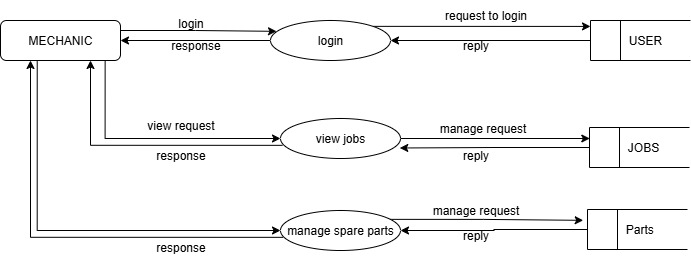 login
request to login
MECHANIC
login
USER
response
reply
view request
manage request
view jobs
JOBS
response
reply
manage request
manage spare parts
Parts
reply
response